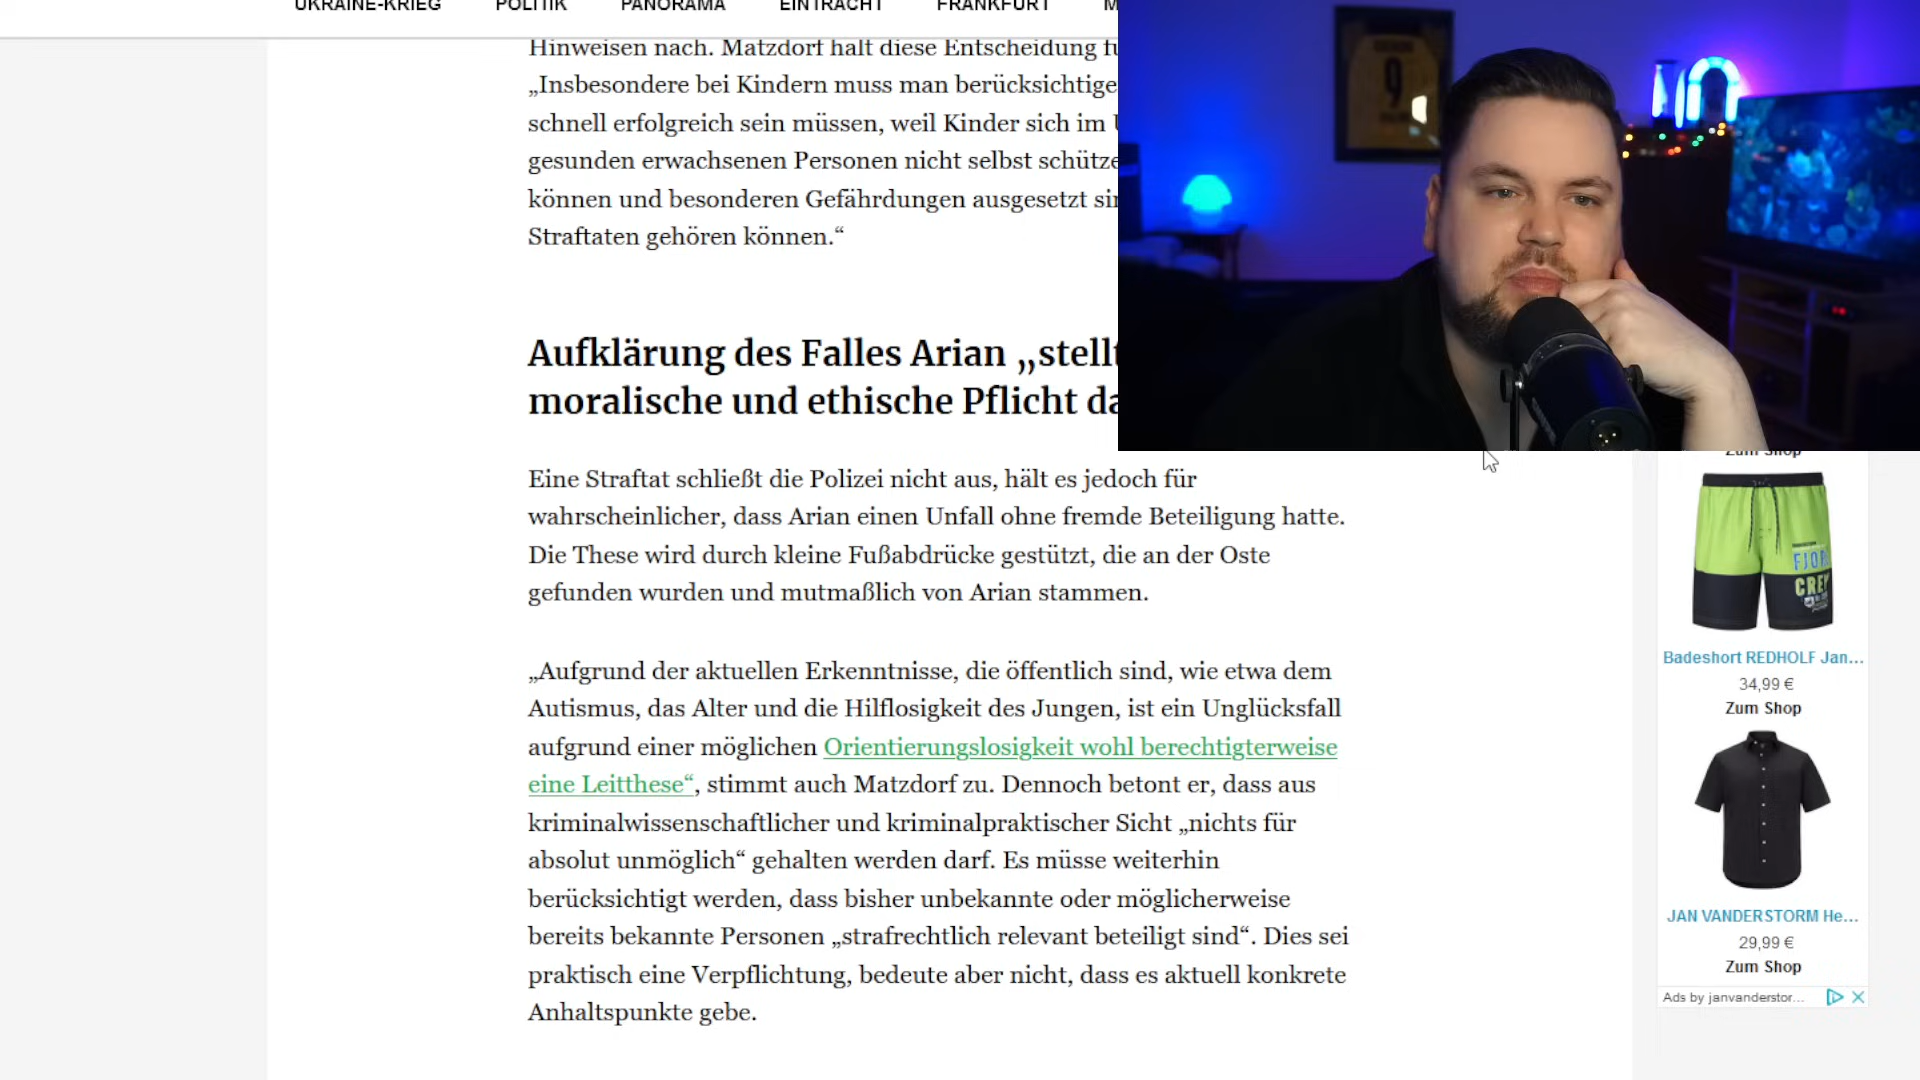 UKRAINE-KRIEG POLITIK PANORAMA EINTRACHT FRANKFURT
Hinweisen nach. Matzdorf hält diese Entscheidung
„Insbesondere bei Kindern muss man
schnell erfolgreich sein müssen, weil Kinder sich im
gesunden erwachsenen Personen nicht selbst
können und besonderen Gefährdungen ausgesetzt
Straftaten gehören können.“
9
Aufklärung des Falles Arian „stellt
moralische und ethische Pflicht
Eine Straftat schließt die Polizei nicht aus, hält es jedoch für
wahrscheinlicher, dass Arian einen Unfall ohne fremde Beteiligung hatte.
Die These wird durch kleine Fußabdrücke gestützt, die an der Oste
gefunden wurden und mutmaßlich von Arian stammen.
„Aufgrund der aktuellen Erkenntnisse, die öffentlich sind, wie etwa dem
Autismus, das Alter und die Hilflosigkeit des Jungen, ist ein Unglücksfall
aufgrund einer möglichen Orientierungslosigkeit wohl berechtigterweise
eine Leitthese“, stimmt auch Matzdorf zu. Dennoch betont er, dass aus
kriminalwissenschaftlicher und kriminalpraktischer Sicht „nichts für
absolut unmöglich“ gehalten werden darf. Es müsse weiterhin
berücksichtigt werden, dass bisher unbekannte oder möglicherweise
bereits bekannte Personen „strafrechtlich relevant beteiligt sind“. Dies sei
praktisch eine Verpflichtung, bedeute aber nicht, dass es aktuell konkrete
Anhaltspunkte gebe.
Zum Shop
Badeshort REDHOLF Jan...
34,99 €
Zum Shop
JAN VANDERSTORM He...
29,99 €
Zum Shop
Ads by janvanderstor...